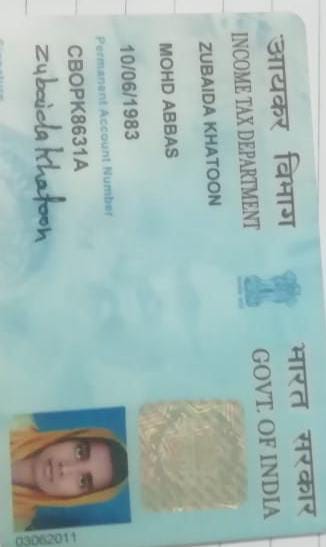 आयकर विभाग
INCOME TAX DEPARTMENT
भारत सरकार
GOVT. OF INDIA
ZUBAIDA KHATOON
MOHD ABBAS
10/06/1983
Permanent Account Number
CBOPK8631A
Zubaida Khatoon
Signature
03062011